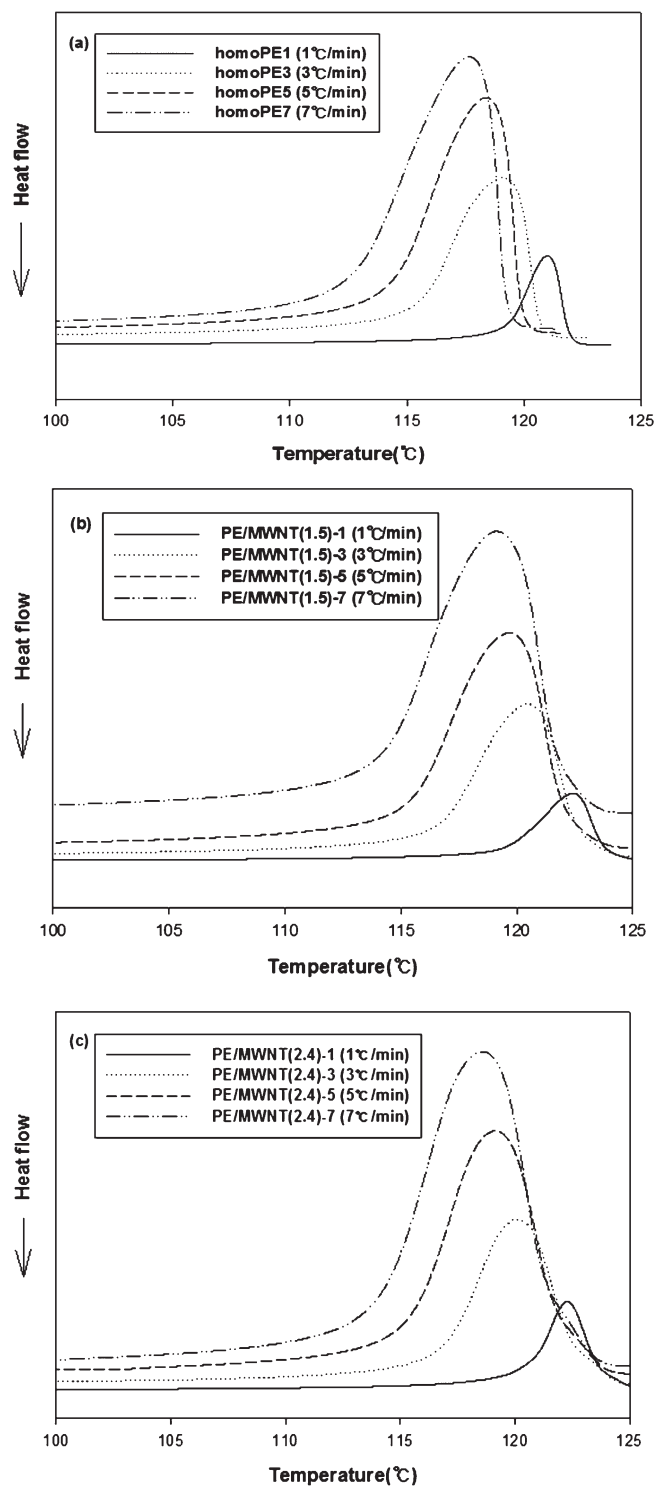 (a)
homoPE1 (1℃/min)
homoPE3 (3℃/min)
homoPE5 (5℃/min)
homoPE7 (7℃/min)
Heat flow
100 105 110 115 120 125
Temperature(℃)
(b)
PE/MWNT(1.5)-1 (1℃/min)
PE/MWNT(1.5)-3 (3℃/min)
PE/MWNT(1.5)-5 (5℃/min)
PE/MWNT(1.5)-7 (7℃/min)
Heat flow
100 105 110 115 120 125
Temperature(℃)
(c)
PE/MWNT(2.4)-1 (1℃/min)
PE/MWNT(2.4)-3 (3℃/min)
PE/MWNT(2.4)-5 (5℃/min)
PE/MWNT(2.4)-7 (7℃/min)
Heat flow
100 105 110 115 120 125
Temperature(℃)